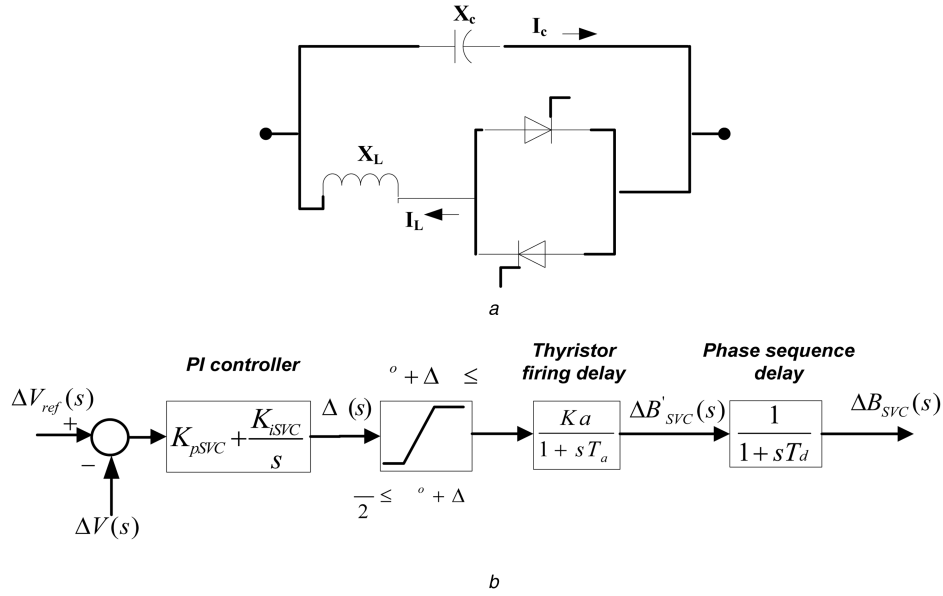 X_c
I_c
X_L
I_L
a
PI controller
Thyristor firing delay
Phase sequence delay
ΔV_ref(s)
+
−
ΔV(s)
K_pSVC + K_iSVC / s
Δ (s)
° + Δ ≤
/ 2 ≤ ° + Δ
Ka / 1 + sT_a
ΔB'_SVC(s)
1 / 1 + sT_d
ΔB_SVC(s)
b